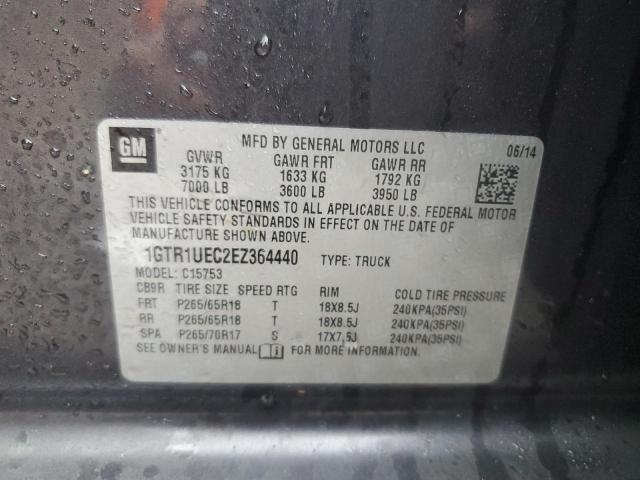 GM
MFD BY GENERAL MOTORS LLC
06/14
GVWR GAWR FRT GAWR RR
3175 KG 1633 KG 1792 KG
7000 LB 3600 LB 3950 LB
THIS VEHICLE CONFORMS TO ALL APPLICABLE U.S. FEDERAL MOTOR
VEHICLE SAFETY STANDARDS IN EFFECT ON THE DATE OF
MANUFACTURE SHOWN ABOVE.
1GTR1UEC2EZ364440 TYPE: TRUCK
MODEL: C15753
CB9R TIRE SIZE SPEED RTG RIM COLD TIRE PRESSURE
FRT P265/65R18 T 18X8.5J 240KPA(35PSI)
RR P265/65R18 T 18X8.5J 240KPA(35PSI)
SPA P265/70R17 S 17X7.5J 240KPA(35PSI)
SEE OWNER'S MANUAL FOR MORE INFORMATION.